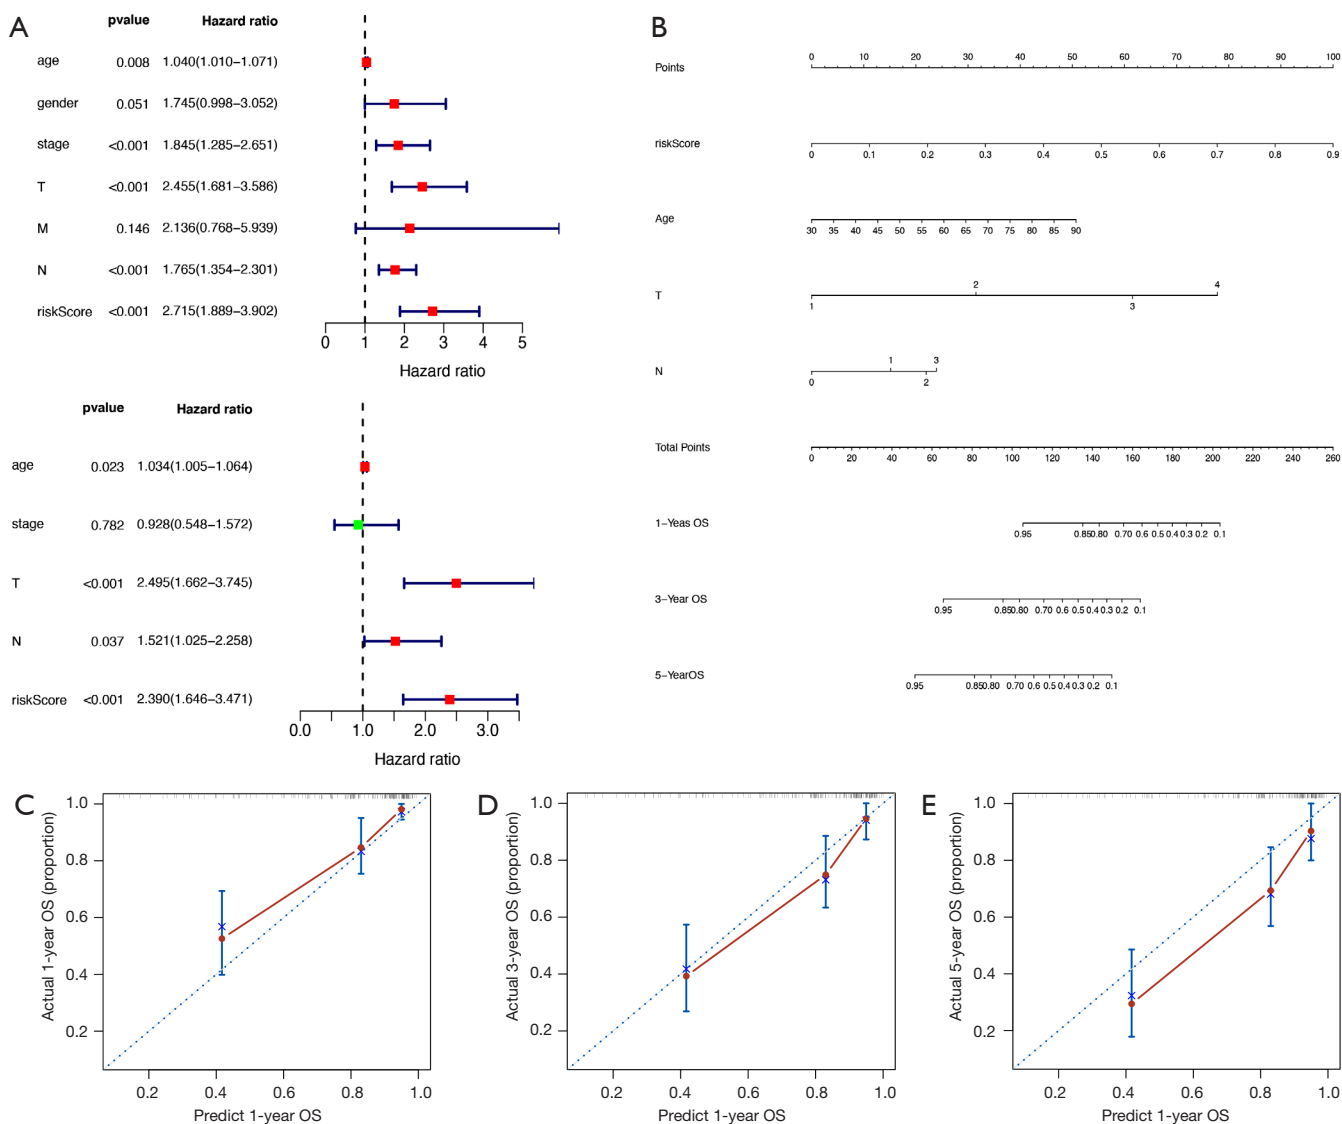 A
pvalue Hazard ratio
age 0.008 1.040(1.010−1.071)
gender 0.051 1.745(0.998−3.052)
stage <0.001 1.845(1.285−2.651)
T <0.001 2.455(1.681−3.586)
M 0.146 2.136(0.768−5.939)
N <0.001 1.765(1.354−2.301)
riskScore <0.001 2.715(1.889−3.902)
0 1 2 3 4 5
Hazard ratio
pvalue Hazard ratio
age 0.023 1.034(1.005−1.064)
stage 0.782 0.928(0.548−1.572)
T <0.001 2.495(1.662−3.745)
N 0.037 1.521(1.025−2.258)
riskScore <0.001 2.390(1.646−3.471)
0.0 1.0 2.0 3.0
Hazard ratio
B
0 10 20 30 40 50 60 70 80 90 100
Points
riskScore
0 0.1 0.2 0.3 0.4 0.5 0.6 0.7 0.8 0.9
Age
30 35 40 45 50 55 60 65 70 75 80 85 90
2 4
T
1 3
1 3
N
0 2
Total Points
0 20 40 60 80 100 120 140 160 180 200 220 240 260
1−Yeas OS
0.95 0.85 0.80 0.70 0.6 0.5 0.4 0.3 0.2 0.1
3−Year OS
0.95 0.85 0.80 0.70 0.6 0.5 0.4 0.3 0.2 0.1
5−YearOS
0.95 0.85 0.80 0.70 0.6 0.5 0.4 0.3 0.2 0.1
C
Actual 1-year OS (proportion)
1.0
0.8
0.6
0.4
0.2
0.2 0.4 0.6 0.8 1.0
Predict 1-year OS
D
Actual 3-year OS (proportion)
1.0
0.8
0.6
0.4
0.2
0.2 0.4 0.6 0.8 1.0
Predict 1-year OS
E
Actual 5-year OS (proportion)
1.0
0.8
0.6
0.4
0.2
0.2 0.4 0.6 0.8 1.0
Predict 1-year OS